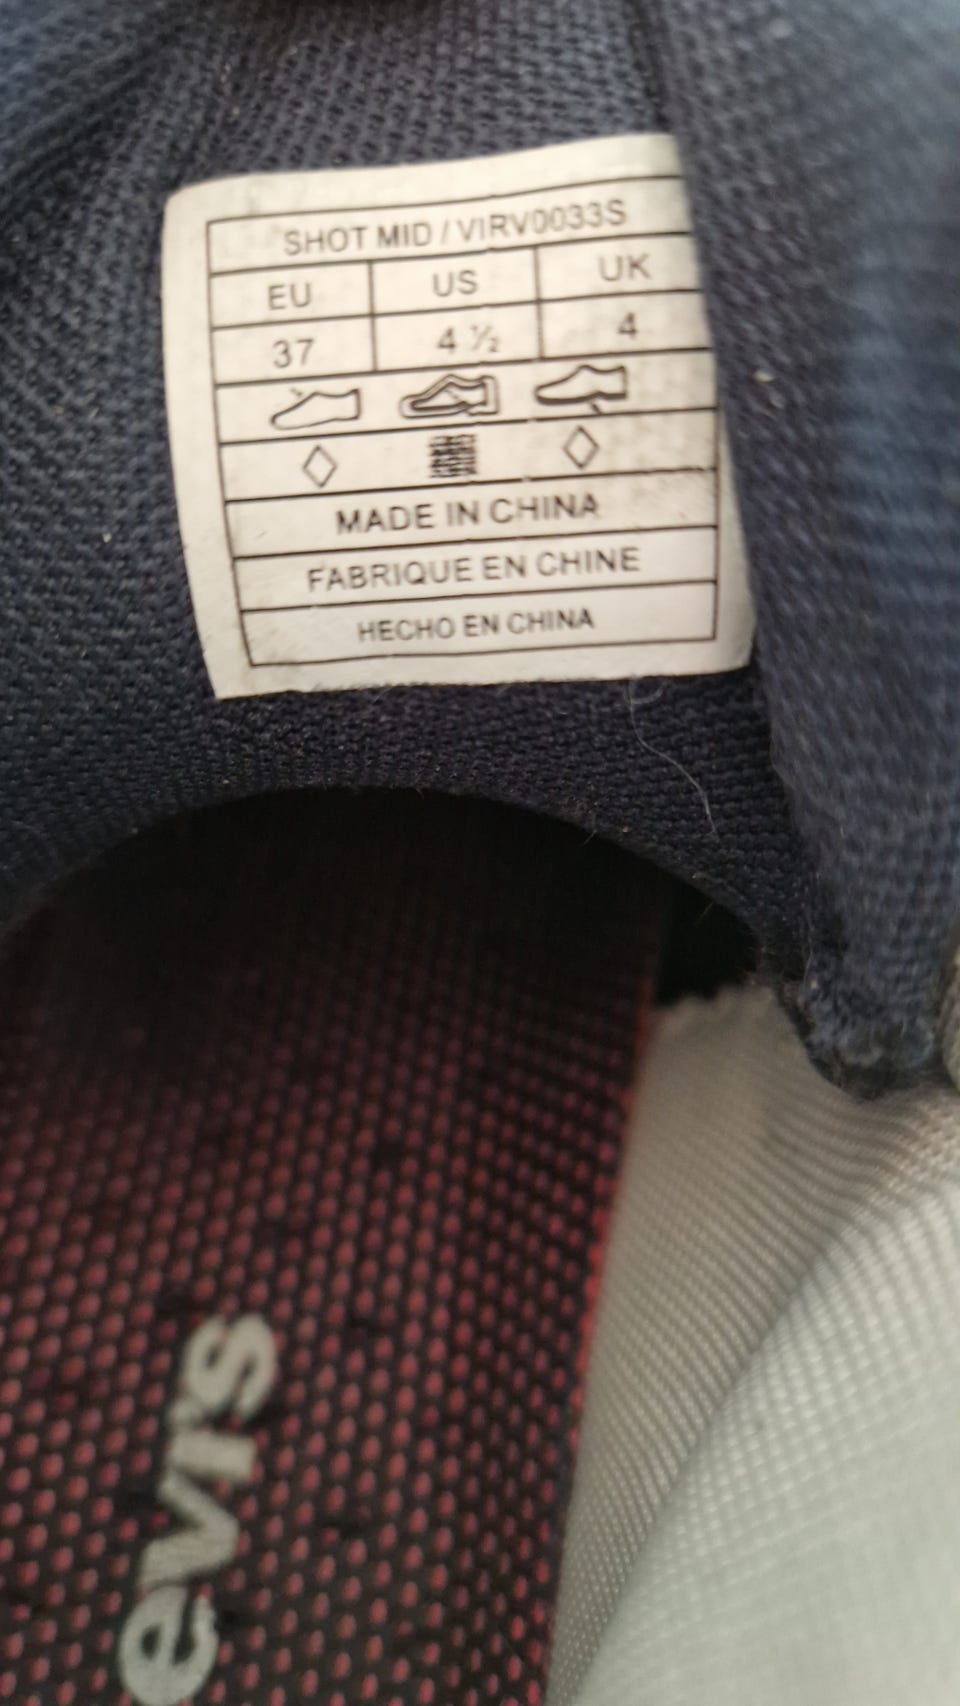 SHOT MID / VIRV0033S
EU US UK
37 4 ½ 4
MADE IN CHINA
FABRIQUE EN CHINE
HECHO EN CHINA
evıs